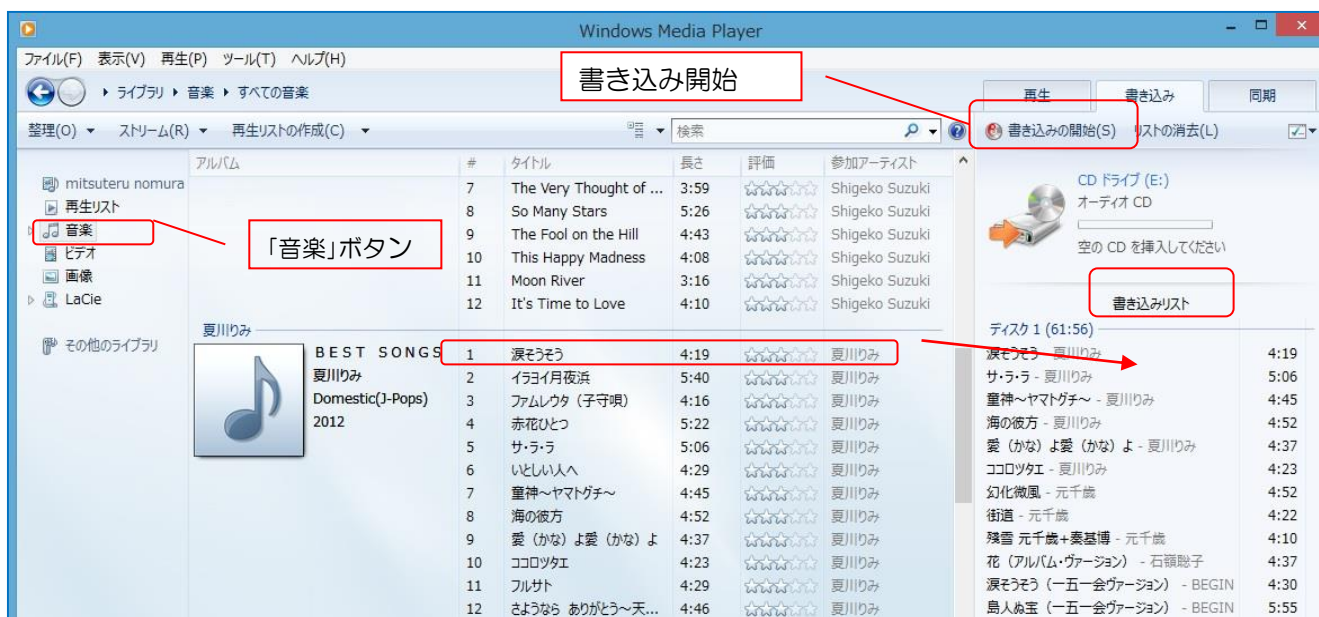 Windows Media Player
ファイル(F) 表示(V) 再生(P) ツール(T) ヘルプ(H)
書き込み開始
ライブラリ ▸ 音楽 ▸ すべての音楽
再生 書き込み 同期
整理(O) ストリーム(R) 再生リストの作成(C) 検索
書き込みの開始(S) リストの消去(L)
アルバム # タイトル 長さ 評価 参加アーティスト
mitsuteru nomura
再生リスト
音楽
ビデオ
画像
LaCie
その他のライブラリ
「音楽」ボタン
7 The Very Thought of ... 3:59 Shigeko Suzuki
8 So Many Stars 5:26 Shigeko Suzuki
9 The Fool on the Hill 4:43 Shigeko Suzuki
10 This Happy Madness 4:08 Shigeko Suzuki
11 Moon River 3:16 Shigeko Suzuki
12 It's Time to Love 4:10 Shigeko Suzuki
夏川りみ
BEST SONGS
夏川りみ
Domestic(J-Pops)
2012
1 涙そうそう 4:19 夏川りみ
2 イラヨイ月夜浜 5:40 夏川りみ
3 ファムレウタ（子守唄） 4:16 夏川りみ
4 赤花ひとつ 5:22 夏川りみ
5 サ・ラ・ラ 5:06 夏川りみ
6 いとしい人へ 4:29 夏川りみ
7 童神～ヤマトグチ～ 4:45 夏川りみ
8 海の彼方 4:52 夏川りみ
9 愛（かな）よ愛（かな）よ 4:37 夏川りみ
10 ココロツタエ 4:23 夏川りみ
11 フルサト 4:29 夏川りみ
12 さようなら ありがとう～天... 4:46 夏川りみ
CD ドライブ (E:)
オーディオ CD
空の CD を挿入してください
書き込みリスト
ディスク 1 (61:56)
涙そうそう - 夏川りみ 4:19
サ・ラ・ラ - 夏川りみ 5:06
童神～ヤマトグチ～ - 夏川りみ 4:45
海の彼方 - 夏川りみ 4:52
愛（かな）よ愛（かな）よ - 夏川りみ 4:37
ココロツタエ - 夏川りみ 4:23
幻化微風 - 元千歳 4:52
街道 - 元千歳 4:22
殘雪 元千歳+秦基博 - 元千歳 4:10
花（アルバム・ヴァージョン） - 石嶺聡子 4:37
涙そうそう（一五一会ヴァージョン） - BEGIN 4:30
島人ぬ宝（一五一会ヴァージョン） - BEGIN 5:55